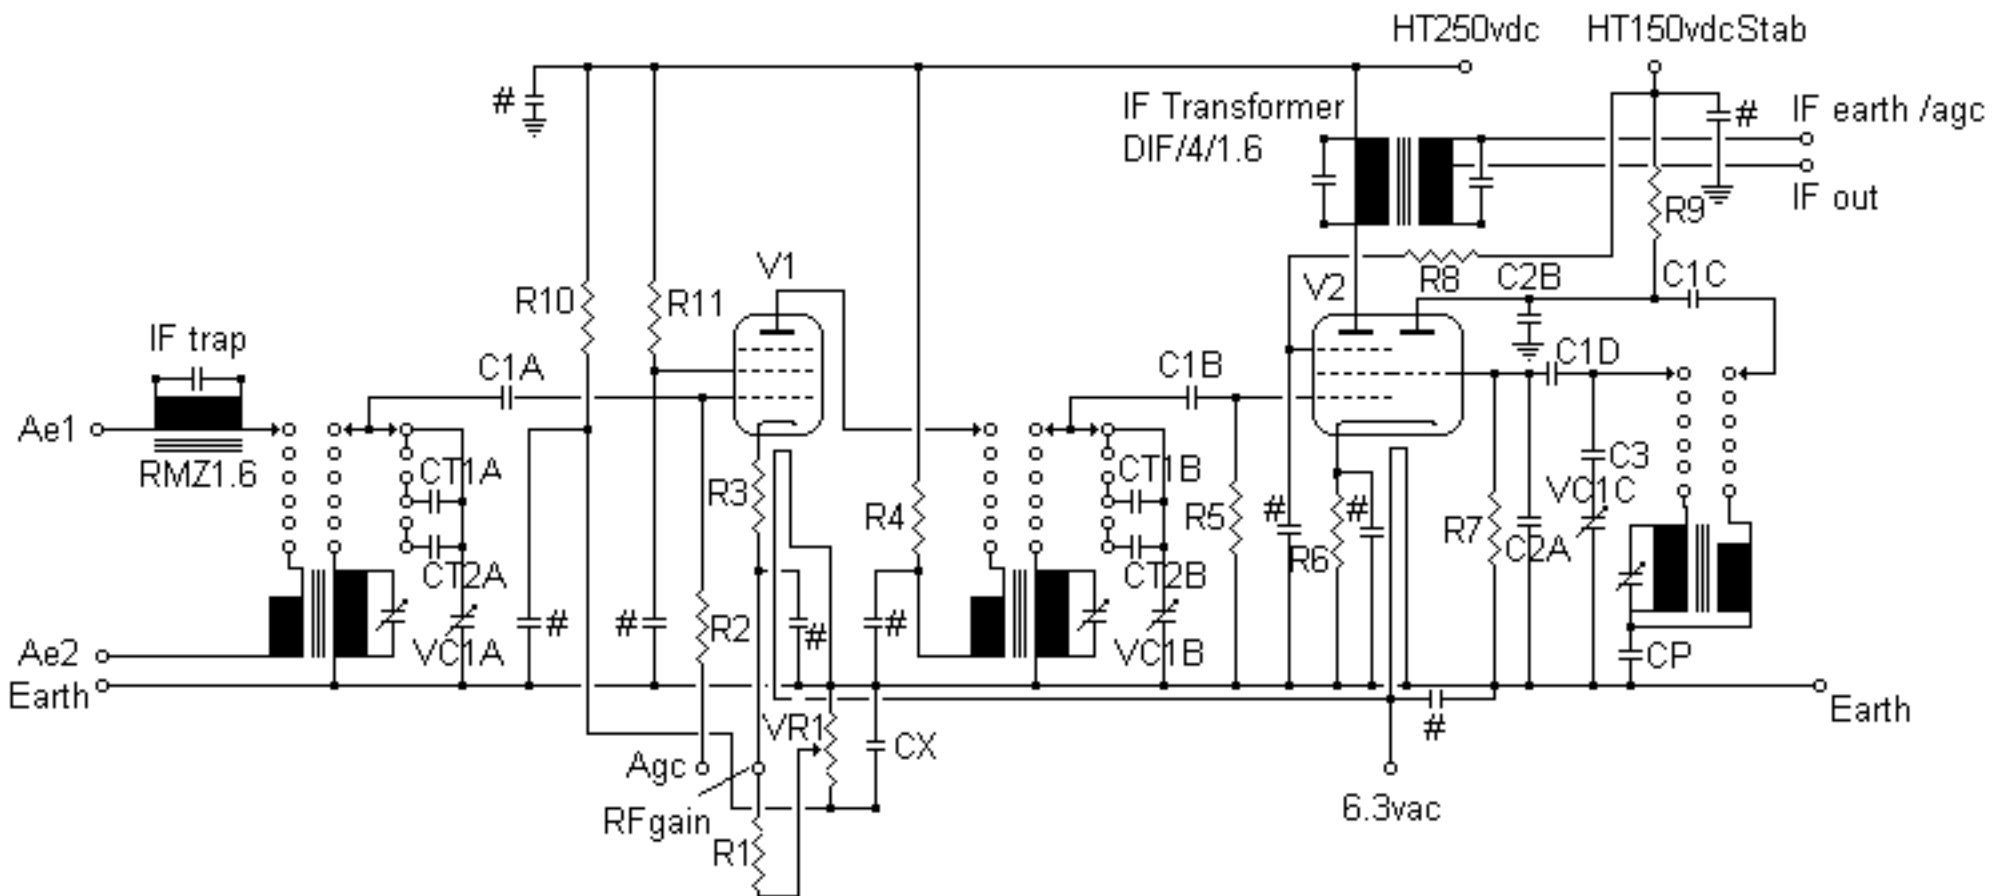 HT250vdc
HT150vdcStab
#
IF Transformer
DIF/4/1.6
#
IF earth /agc
IF out
R9
V1
V2
R8
C2B
C1C
R10
R11
IF trap
C1A
C1B
C1D
Ae1
RMZ1.6
CT1A
R3
R4
CT1B
R5
#
#
R6
R7
C3
VC1C
C2A
CT2A
CT2B
#
#
R2
#
#
VC1A
VC1B
CP
Ae2
Earth
Earth
VR1
CX
#
Agc
RFgain
6.3vac
R1